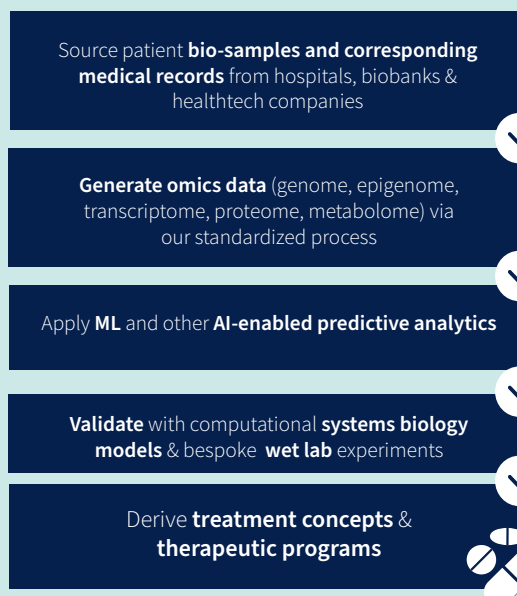 Source patient bio-samples and corresponding
medical records from hospitals, biobanks &
healthtech companies
Generate omics data (genome, epigenome,
transcriptome, proteome, metabolome) via
our standardized process
Apply ML and other AI-enabled predictive analytics
Validate with computational systems biology
models & bespoke wet lab experiments
Derive treatment concepts &
therapeutic programs